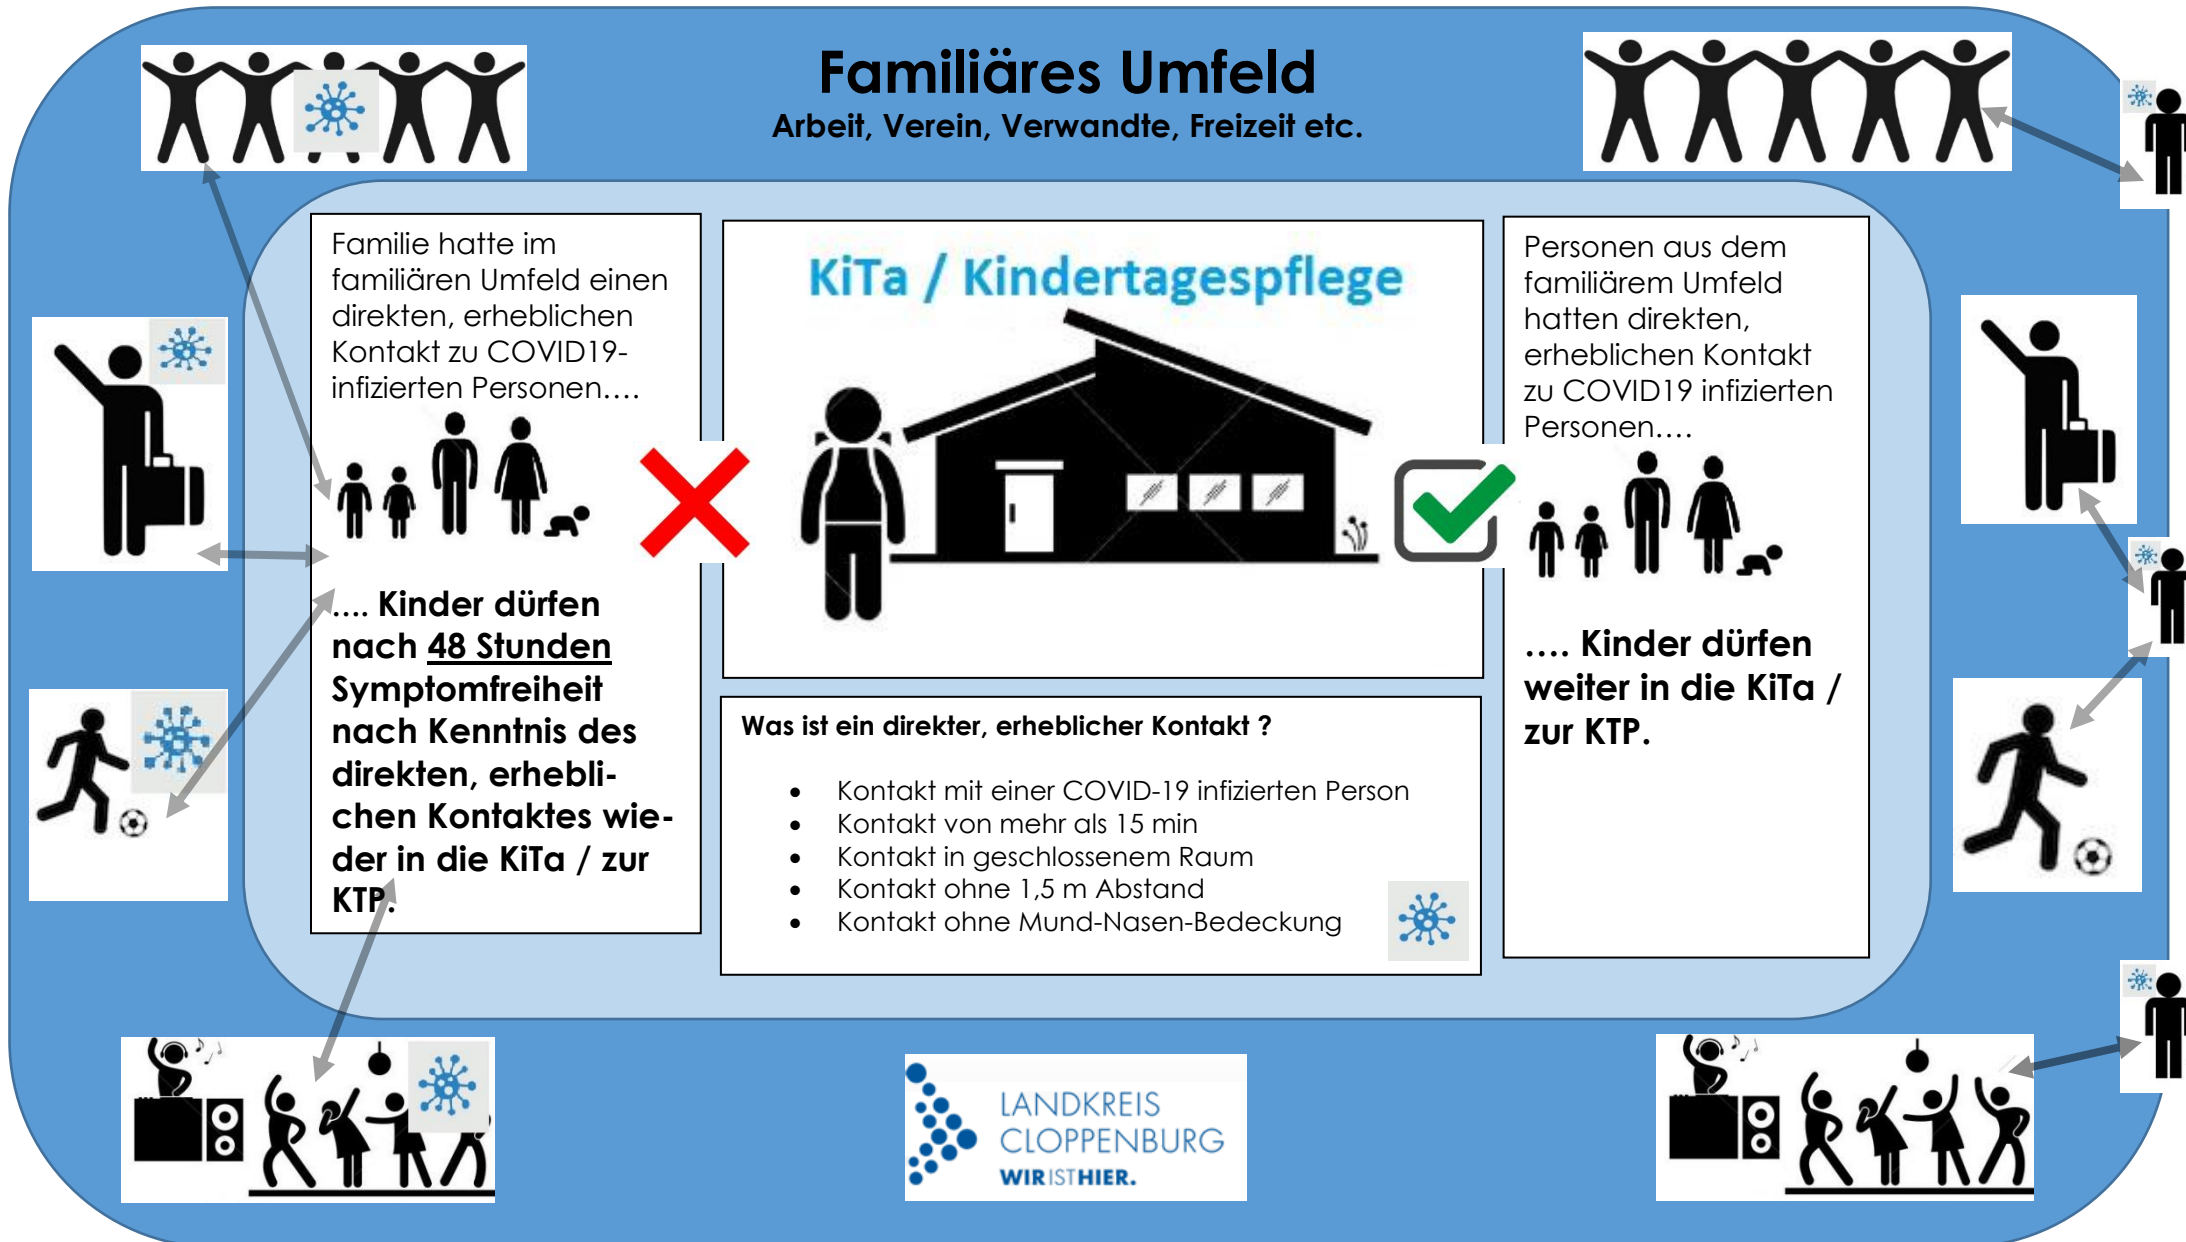 Familiäres Umfeld
Arbeit, Verein, Verwandte, Freizeit etc.
Familie hatte im
familiären Umfeld einen
direkten, erheblichen
Kontakt zu COVID19-
infizierten Personen....
.... Kinder dürfen
nach 48 Stunden
Symptomfreiheit
nach Kenntnis des
direkten, erhebli-
chen Kontaktes wie-
der in die KiTa / zur
KTP.
KiTa / Kindertagespflege
Was ist ein direkter, erheblicher Kontakt ?
• Kontakt mit einer COVID-19 infizierten Person
• Kontakt von mehr als 15 min
• Kontakt in geschlossenem Raum
• Kontakt ohne 1,5 m Abstand
• Kontakt ohne Mund-Nasen-Bedeckung
Personen aus dem
familiärem Umfeld
hatten direkten,
erheblichen Kontakt
zu COVID19 infizierten
Personen....
.... Kinder dürfen
weiter in die KiTa /
zur KTP.
LANDKREIS
CLOPPENBURG
WIRISTHIER.